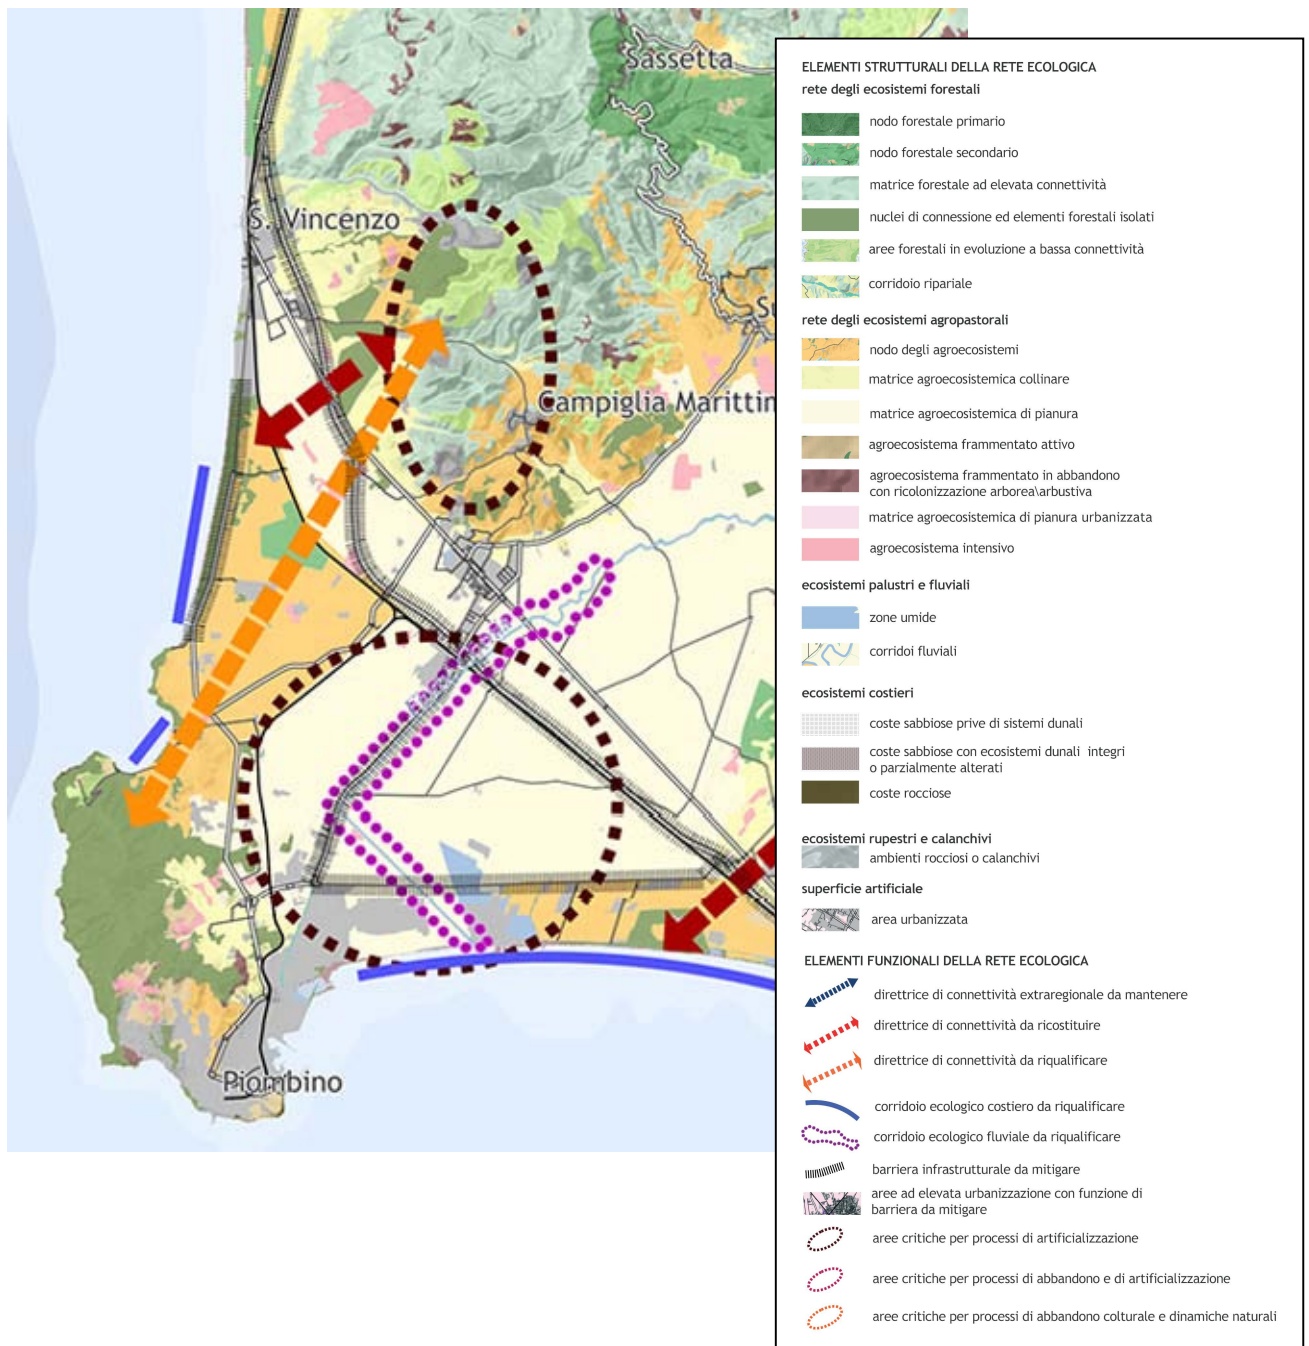 Sassetta
S. Vincenzo
Su
Campiglia Marittim
Piombino
ELEMENTI STRUTTURALI DELLA RETE ECOLOGICA
rete degli ecosistemi forestali
nodo forestale primario
nodo forestale secondario
matrice forestale ad elevata connettività
nuclei di connessione ed elementi forestali isolati
aree forestali in evoluzione a bassa connettività
corridoio ripariale
rete degli ecosistemi agropastorali
nodo degli agroecosistemi
matrice agroecosistemica collinare
matrice agroecosistemica di pianura
agroecosistema frammentato attivo
agroecosistema frammentato in abbandono
con ricolonizzazione arborea\arbustiva
matrice agroecosistemica di pianura urbanizzata
agroecosistema intensivo
ecosistemi palustri e fluviali
zone umide
corridoi fluviali
ecosistemi costieri
coste sabbiose prive di sistemi dunali
coste sabbiose con ecosistemi dunali integri
o parzialmente alterati
coste rocciose
ecosistemi rupestri e calanchivi
ambienti rocciosi o calanchivi
superficie artificiale
area urbanizzata
ELEMENTI FUNZIONALI DELLA RETE ECOLOGICA
direttrice di connettività extraregionale da mantenere
direttrice di connettività da ricostituire
direttrice di connettività da riqualificare
corridoio ecologico costiero da riqualificare
corridoio ecologico fluviale da riqualificare
barriera infrastrutturale da mitigare
aree ad elevata urbanizzazione con funzione di
barriera da mitigare
aree critiche per processi di artificializzazione
aree critiche per processi di abbandono e di artificializzazione
aree critiche per processi di abbandono colturale e dinamiche naturali